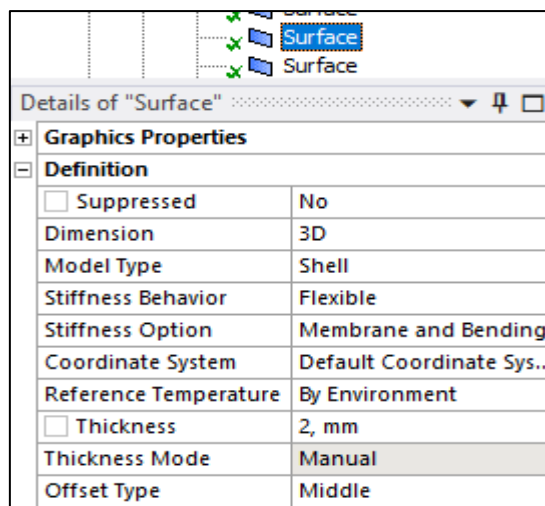 Surface
Surface
Surface
Details of "Surface"
Graphics Properties
Definition
Suppressed No
Dimension 3D
Model Type Shell
Stiffness Behavior Flexible
Stiffness Option Membrane and Bending
Coordinate System Default Coordinate Sys..
Reference Temperature By Environment
Thickness 2, mm
Thickness Mode Manual
Offset Type Middle